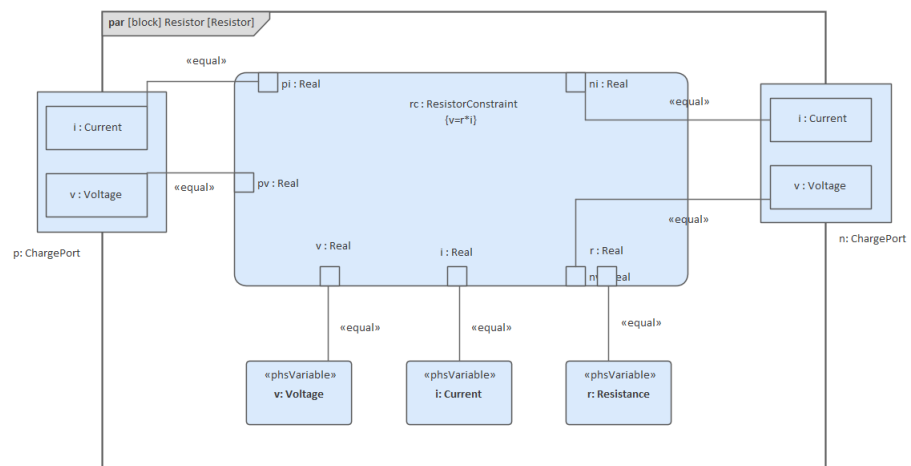 par [block] Resistor [Resistor]
«equal»
pi : Real
ni : Real
«equal»
rc : ResistorConstraint
{v=r*i}
i : Current
i : Current
pv : Real
«equal»
v : Voltage
v : Voltage
«equal»
p: ChargePort
n: ChargePort
v : Real
i : Real
r : Real
«equal»
«equal»
«equal»
«phsVariable»
v: Voltage
«phsVariable»
i: Current
«phsVariable»
r: Resistance